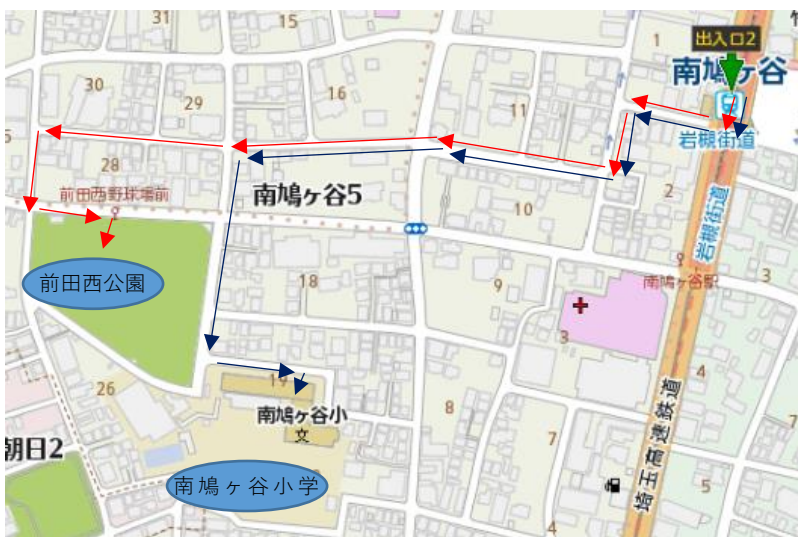 31
15
1
出入口2
南鳩ヶ谷
30
29
16
11
岩槻街道
28
前田西野球場前
南鳩ヶ谷5
10
2
岩槻街道
前田西公園
18
9
南鳩ヶ谷駅
3
3
4
26
19
南鳩ヶ谷小
文
8
7
7
朝日2
南鳩ヶ谷小学
埼玉高速鉄道
5
4